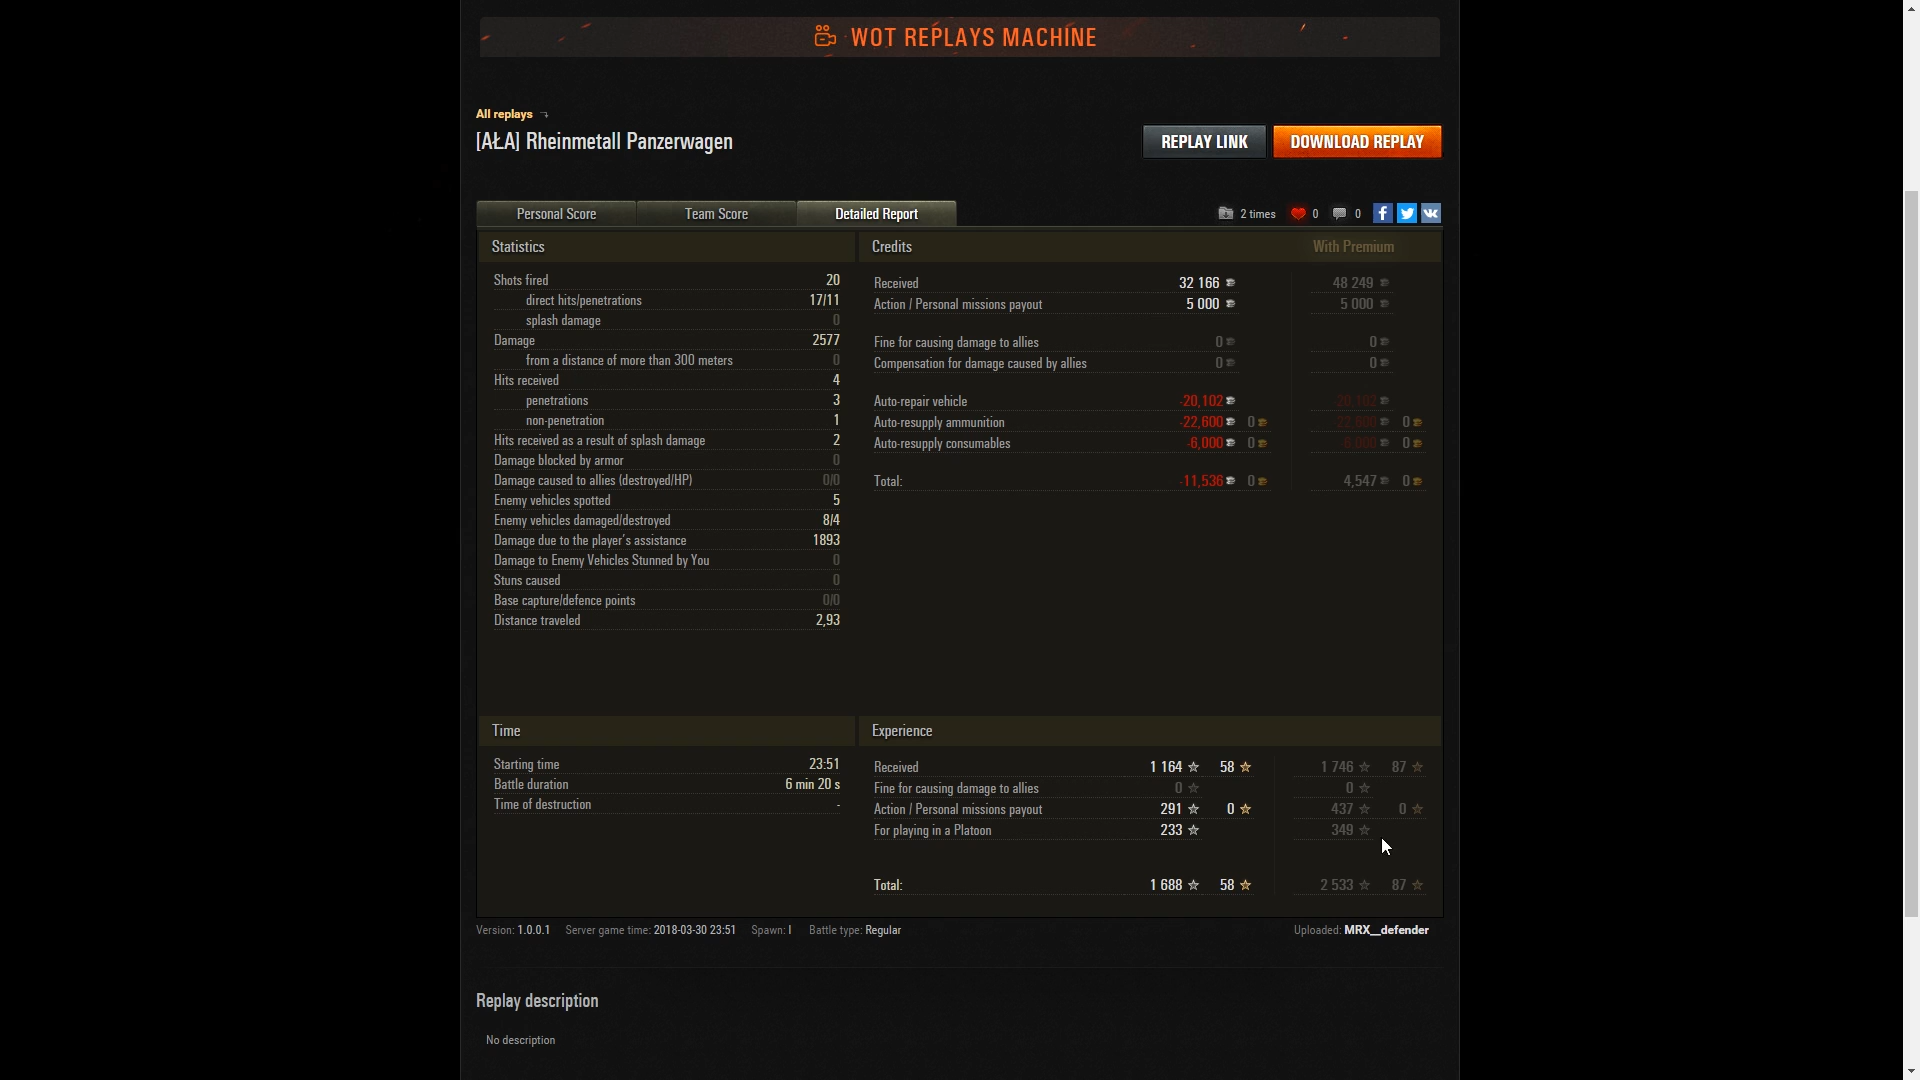 WOT REPLAYS MACHINE
All replays
[AŁA] Rheinmetall Panzerwagen
REPLAY LINK DOWNLOAD REPLAY
Personal Score Team Score Detailed Report 2 times 0 0
Statistics
Shots fired 20
direct hits/penetrations 17/11
splash damage 0
Damage 2577
from a distance of more than 300 meters 0
Hits received 4
penetrations 3
non-penetration 1
Hits received as a result of splash damage 2
Damage blocked by armor 0
Damage caused to allies (destroyed/HP) 0/0
Enemy vehicles spotted 5
Enemy vehicles damaged/destroyed 8/4
Damage due to the player's assistance 1893
Damage to Enemy Vehicles Stunned by You 0
Stuns caused 0
Base capture/defence points 0/0
Distance traveled 2,93
Credits With Premium
Received 32 166 48 249
Action / Personal missions payout 5 000 5 000
Fine for causing damage to allies 0 0
Compensation for damage caused by allies 0 0
Auto-repair vehicle -20,102 -20,102
Auto-resupply ammunition -22,600 0 -22,600 0
Auto-resupply consumables -6,000 0 -6,000 0
Total: -11,536 0 4,547 0
Time
Starting time 23:51
Battle duration 6 min 20 s
Time of destruction -
Experience
Received 1 164 58 1 746 87
Fine for causing damage to allies 0 0
Action / Personal missions payout 291 0 437 0
For playing in a Platoon 233 349
Total: 1 688 58 2 533 87
Version: 1.0.0.1 Server game time: 2018-03-30 23:51 Spawn: I Battle type: Regular Uploaded: MRX__defender
Replay description
No description